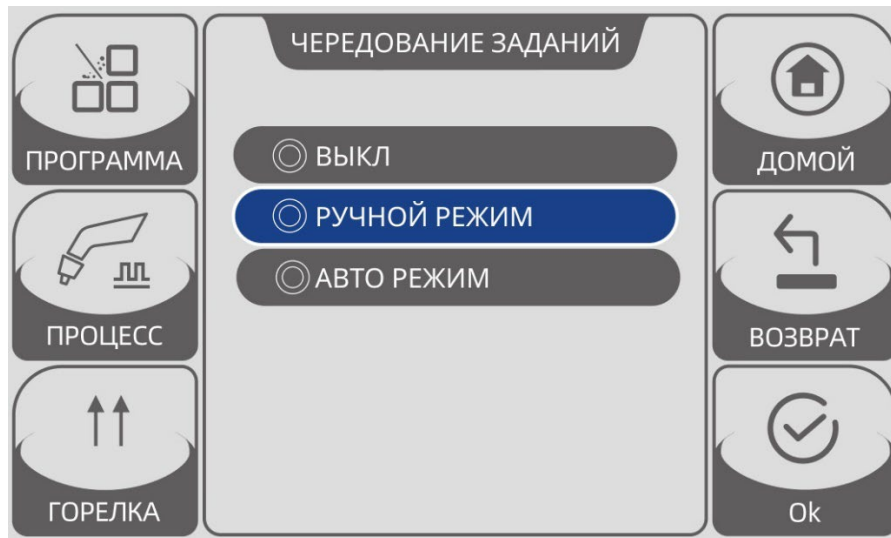 ЧЕРЕДОВАНИЕ ЗАДАНИЙ
ПРОГРАММА
ВЫКЛ
ДОМОЙ
РУЧНОЙ РЕЖИМ
АВТО РЕЖИМ
ПРОЦЕСС
ВОЗВРАТ
ГОРЕЛКА
Ok